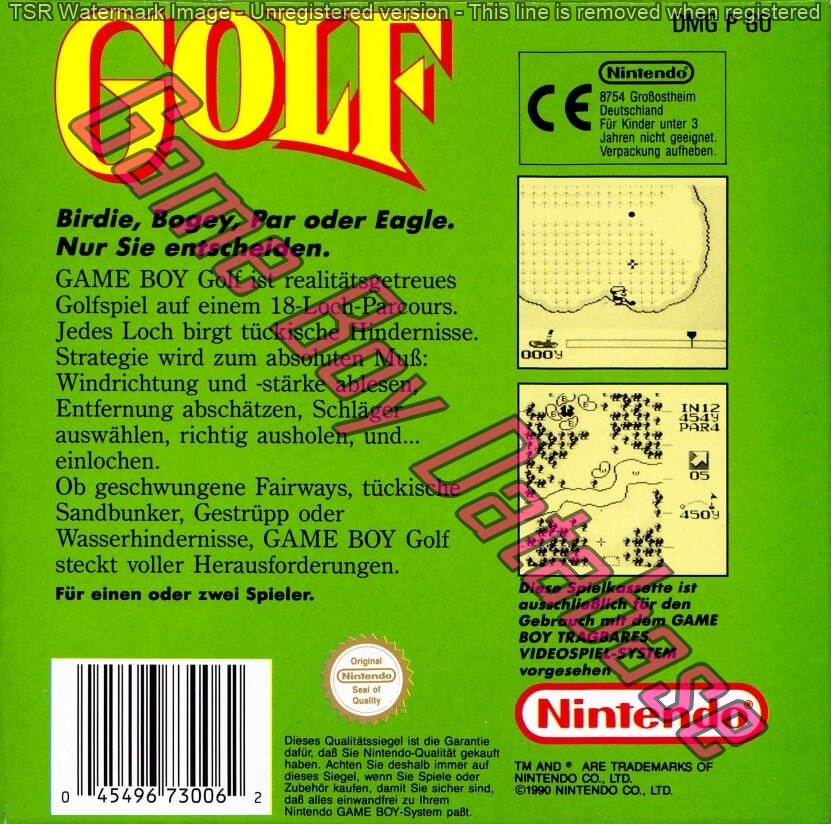 TSR Watermark Image - Unregistered version - This line is removed when registered
GOLF
Nintendo®
CE
8754 Großostheim
Deutschland
Für Kinder unter 3
Jahren nicht geeignet.
Verpackung aufheben.
Birdie, Bogey, Par oder Eagle.
Nur Sie entscheiden.
GAME BOY Golf ist realitätsgetreues
Golfspiel auf einem 18-Loch-Parcours.
Jedes Loch birgt tückische Hindernisse.
Strategie wird zum absoluten Muß:
Windrichtung und -stärke ablesen,
Entfernung abschätzen, Schläger
auswählen, richtig ausholen, und...
einlochen.
Ob geschwungene Fairways, tückische
Sandbunker, Gestrüpp oder
Wasserhindernisse, GAME BOY Golf
steckt voller Herausforderungen.
Für einen oder zwei Spieler.
000y
IN12
454y
PAR4
05
450y
Diese Spielkassette ist
ausschließlich für den
Gebrauch mit dem GAME
BOY TRAGBARES
VIDEOSPIEL-SYSTEM
vorgesehen
Game Boy Database
Original
Nintendo
Seal of
Quality
Dieses Qualitätssiegel ist die Garantie
dafür, daß Sie Nintendo-Qualität gekauft
haben. Achten Sie deshalb immer auf
dieses Siegel, wenn Sie Spiele oder
Zubehör kaufen, damit Sie sicher sind,
daß alles einwandfrei zu Ihrem
Nintendo GAME BOY-System paßt.
Nintendo®
TM AND ® ARE TRADEMARKS OF
NINTENDO CO., LTD.
©1990 NINTENDO CO., LTD.
0 45496 73006 2